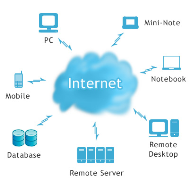 PC
Mini-Note
Internet
Notebook
Mobile
Remote
Desktop
Database
Remote Server